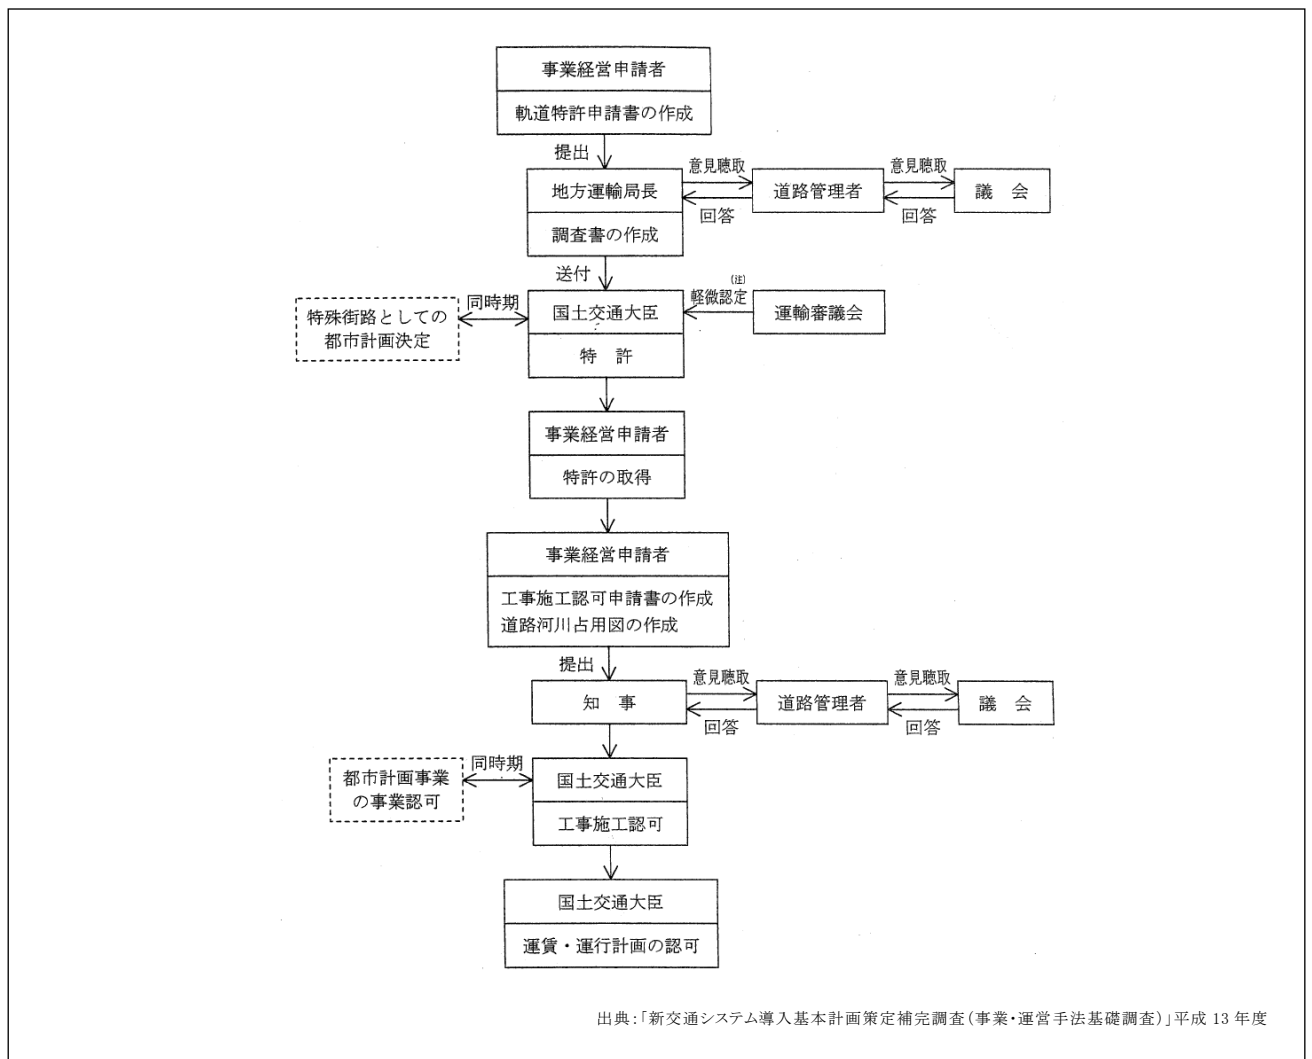 事業経営申請者
軌道特許申請書の作成
提出
地方運輸局長
調査書の作成
意見聴取
回答
道路管理者
意見聴取
回答
議　会
送付
特殊街路としての
都市計画決定
同時期
国土交通大臣
特　許
(注)
軽微認定
運輸審議会
事業経営申請者
特許の取得
事業経営申請者
工事施工認可申請書の作成
道路河川占用図の作成
提出
知　事
意見聴取
回答
道路管理者
意見聴取
回答
議　会
都市計画事業
の事業認可
同時期
国土交通大臣
工事施工認可
国土交通大臣
運賃・運行計画の認可
出典:「新交通システム導入基本計画策定補完調査(事業・運営手法基礎調査)」平成 13 年度